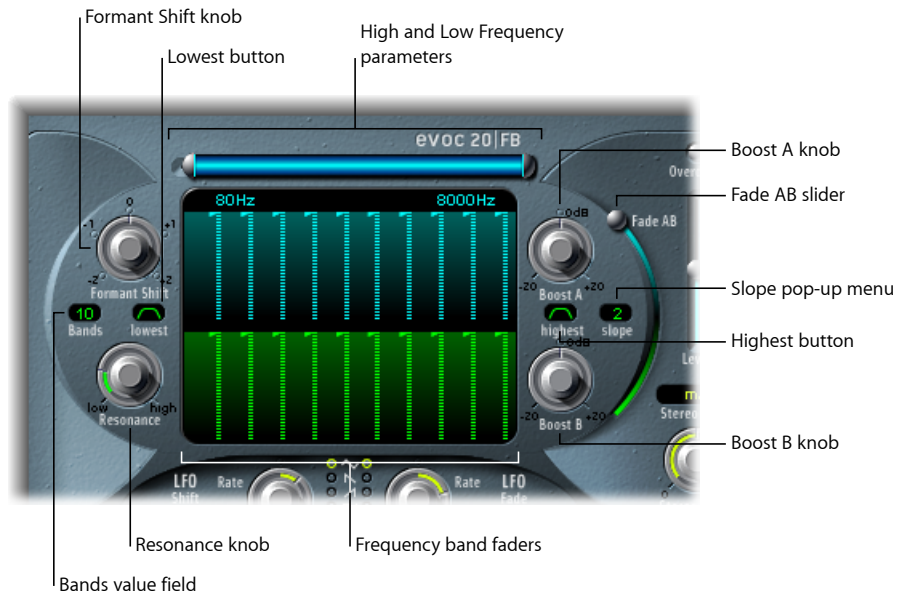 Formant Shift knob
High and Low Frequency
parameters
Lowest button
evoc 20|FB
Boost A knob
Fade AB slider
80Hz
8000Hz
0
-1
+1
-2
+2
Formant Shift
0dB
Fade AB
-20
+20
Boost A
Slope pop-up menu
10
Bands
lowest
highest
2
slope
Highest button
0dB
low
high
Resonance
-20
+20
Boost B
Boost B knob
LFO
Shift
Rate
Rate
LFO
Fade
Stereo
0
Resonance knob
Frequency band faders
Bands value field